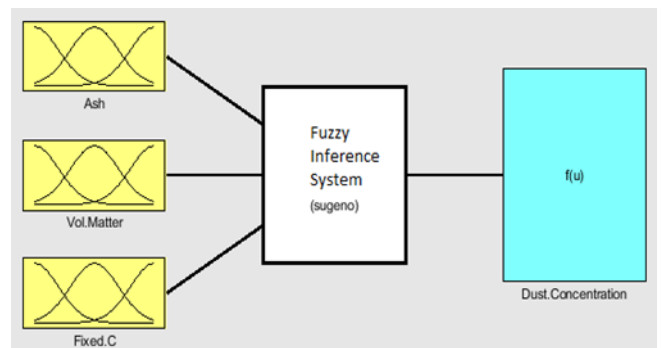 Ash
Vol.Matter
Fixed.C
Fuzzy
Inference
System
(sugeno)
f(u)
Dust.Concentration